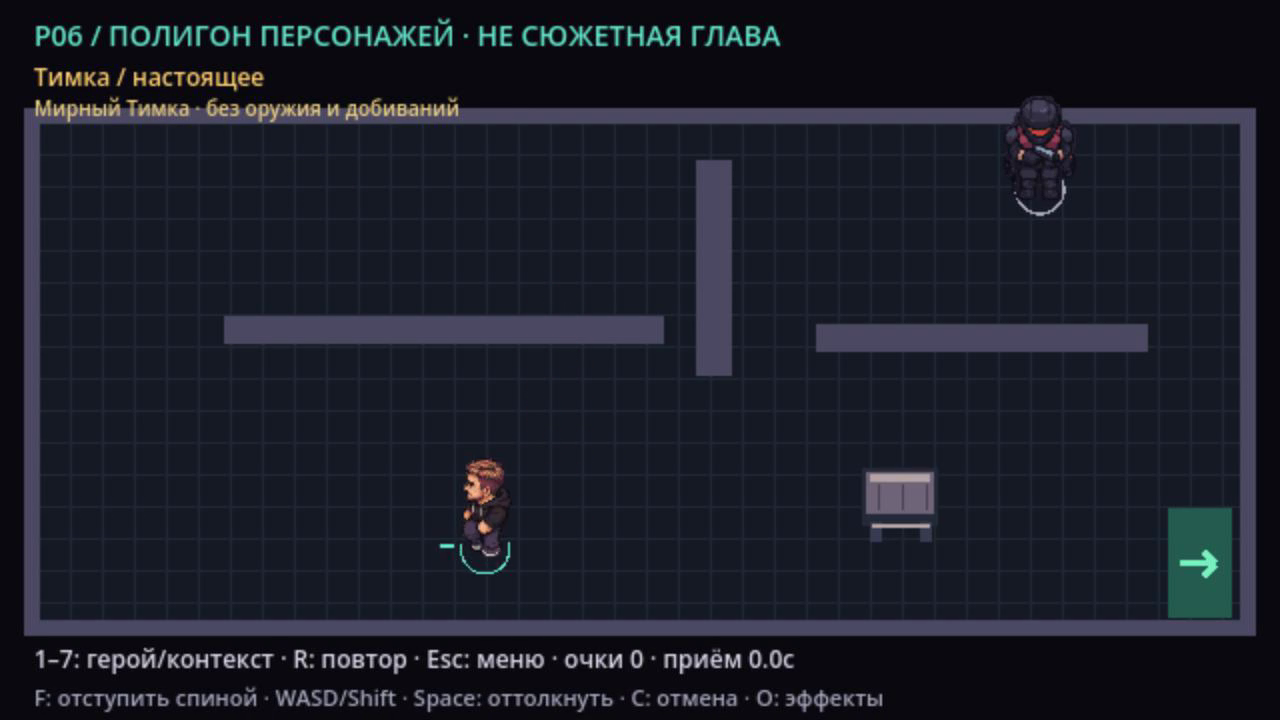 P06 / ПОЛИГОН ПЕРСОНАЖЕЙ · НЕ СЮЖЕТНАЯ ГЛАВА
Тимка / настоящее
Мирный Тимка · без оружия и добиваний
→
1–7: герой/контекст · R: повтор · Esc: меню · очки 0 · приём 0.0с
F: отступить спиной · WASD/Shift · Space: оттолкнуть · C: отмена · O: эффекты